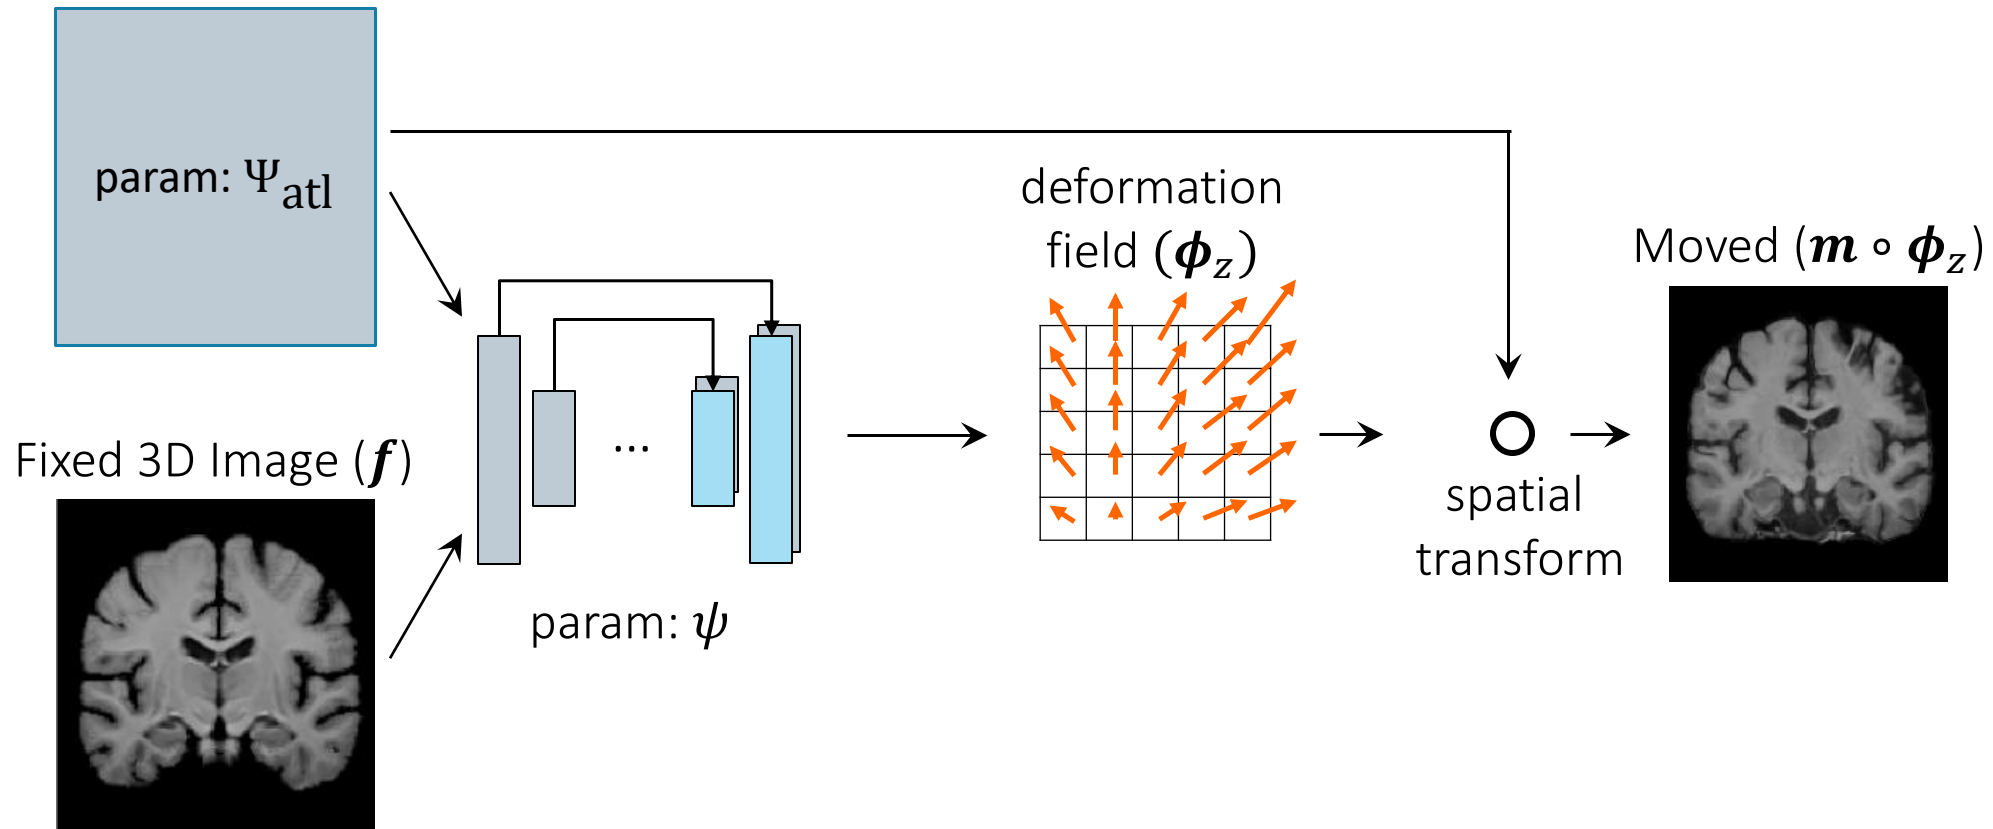 param: Ψatl
deformation
field (ϕz)
Moved (m ∘ ϕz)
Fixed 3D Image (f)
...
spatial
transform
param: ψ